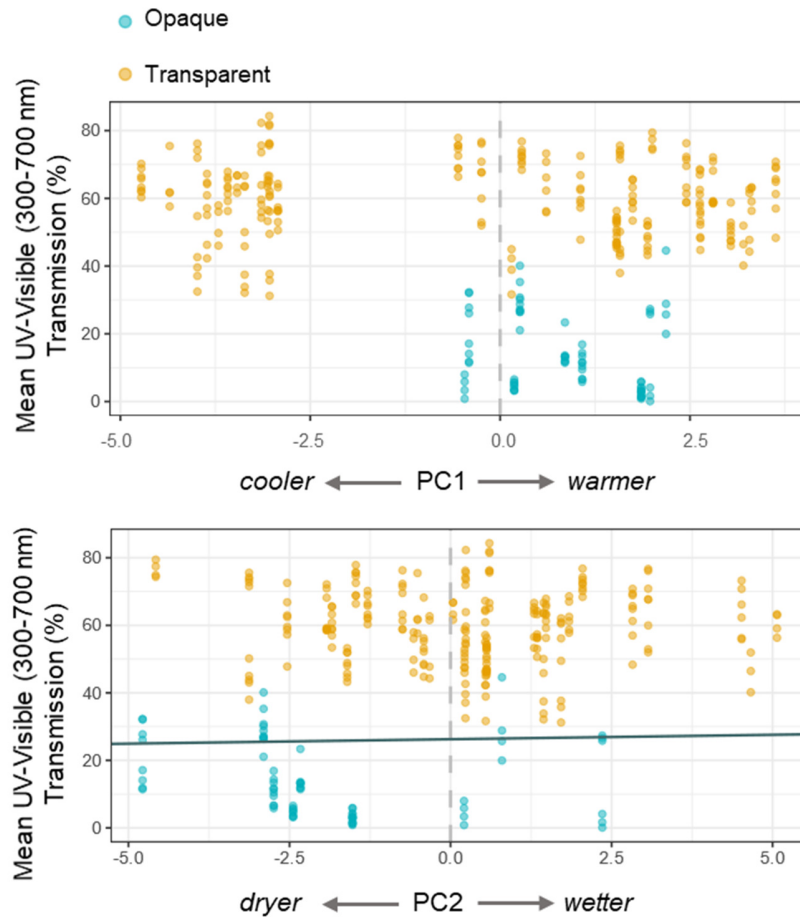 Opaque
Transparent
Mean UV-Visible (300-700 nm)
Transmission (%)
80
60
40
20
0
-5.0 -2.5 0.0 2.5
cooler PC1 warmer
Mean UV-Visible (300-700 nm)
Transmission (%)
80
60
40
20
0
-5.0 -2.5 0.0 2.5 5.0
dryer PC2 wetter